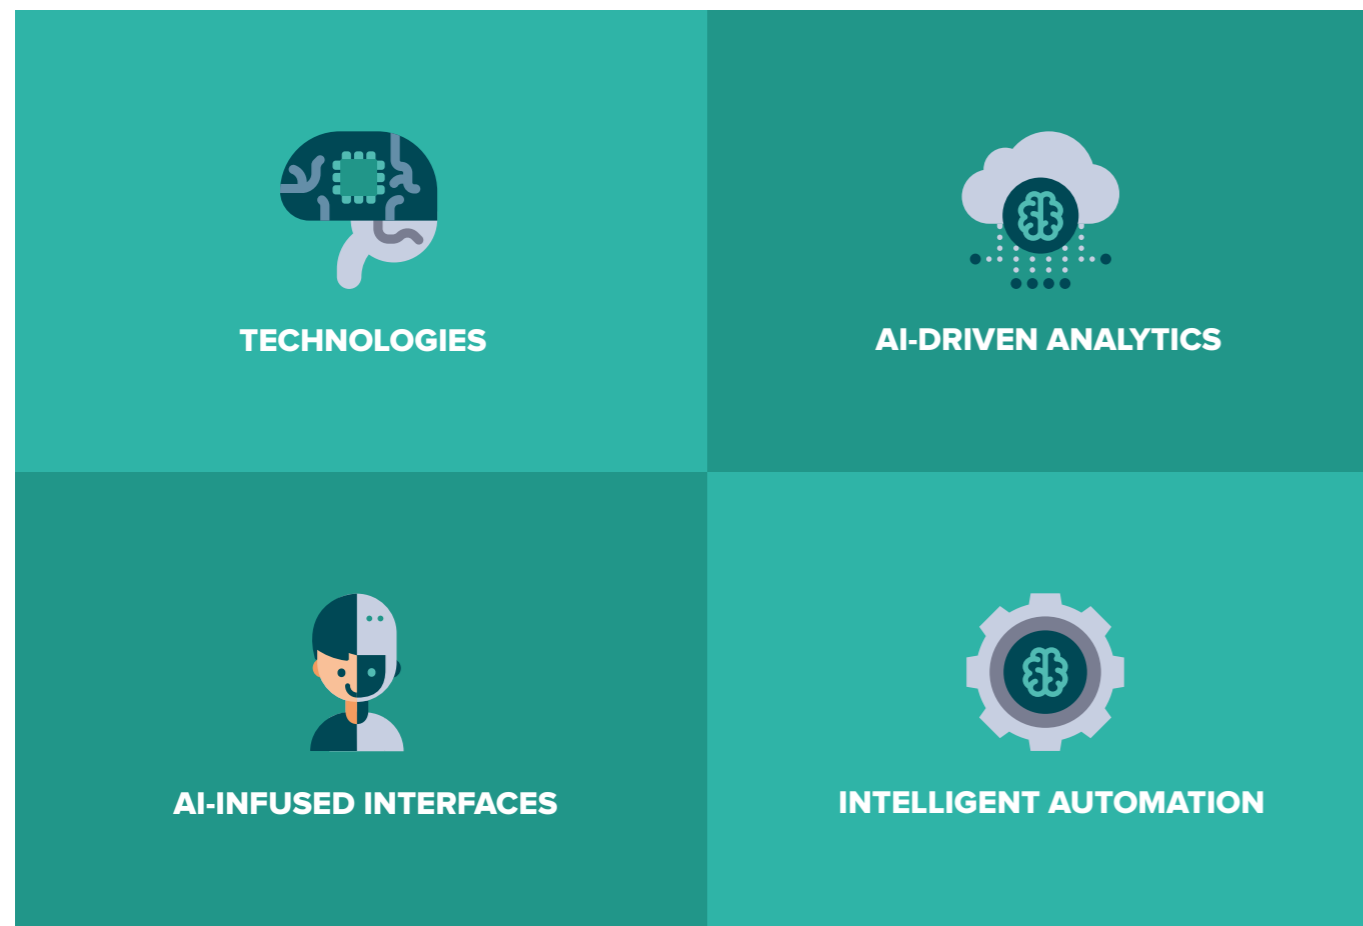 TECHNOLOGIES
AI-DRIVEN ANALYTICS
AI-INFUSED INTERFACES
INTELLIGENT AUTOMATION